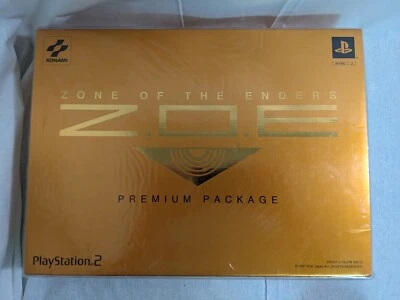 KONAMI
ZONE OF THE ENDERS
Z.O.E
PREMIUM PACKAGE
PlayStation.2